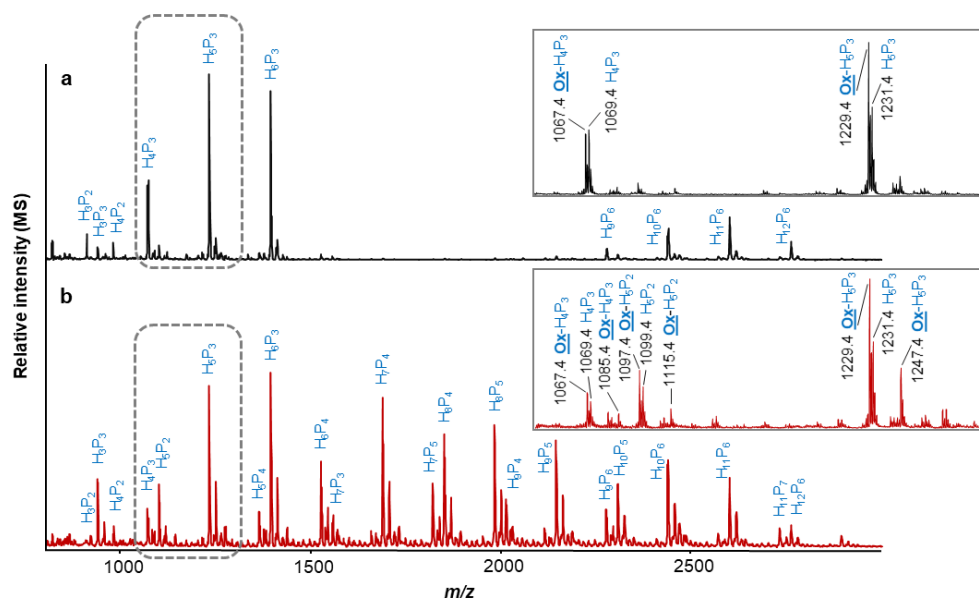 Relative intensity (MS)
a
H3P2
H3P3
H4P2
H4P3
H5P3
H6P3
H9P6
H10P6
H11P6
H12P6
1067.4 Ox-H4P3
1069.4 H4P3
1229.4 Ox-H5P3
1231.4 H5P3
b
H3P2
H3P3
H4P2
H4P3
H5P2
H5P3
H6P3
H5P4
H6P4
H7P3
H7P4
H7P5
H8P4
H8P5
H9P4
H9P5
H9P6
H10P5
H10P6
H11P6
H11P7
H12P6
1067.4 Ox-H4P3
1069.4 H4P3
1085.4 Ox-H4P3
1097.4 Ox-H5P2
1099.4 H5P2
1115.4 Ox-H5P2
1229.4 Ox-H5P3
1231.4 H5P3
1247.4 Ox-H5P3
1000 1500 2000 2500
m/z